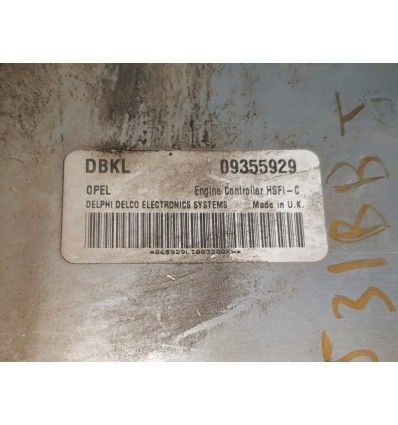 DBKL 09355929
OPEL Engine Controller HSFI-C
DELPHI DELCO ELECTRONICS SYSTEMS Made in U.K.